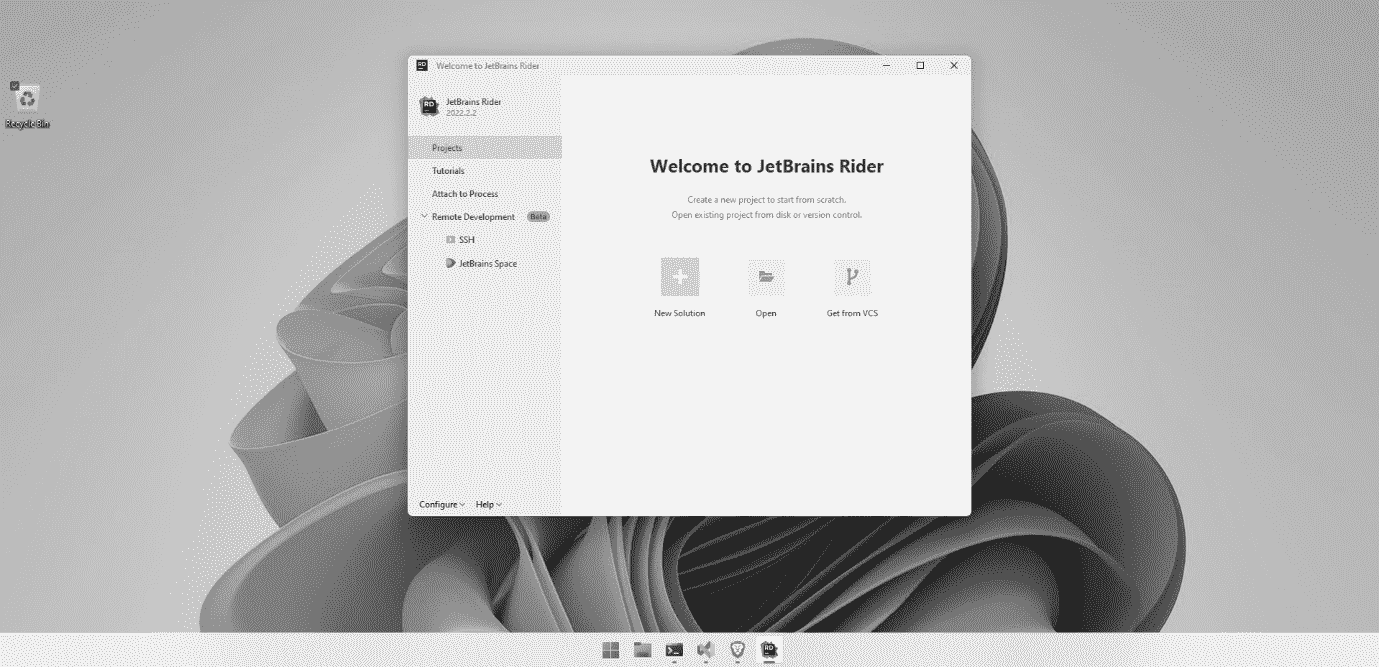 Welcome to JetBrains Rider
Recycle Bin
RD
JetBrains Rider
2022.2.2
Projects
Tutorials
Attach to Process
Remote Development Beta
SSH
JetBrains Space
Configure Help
Welcome to JetBrains Rider
Create a new project to start from scratch.
Open existing project from disk or version control.
New Solution Open Get from VCS
RD